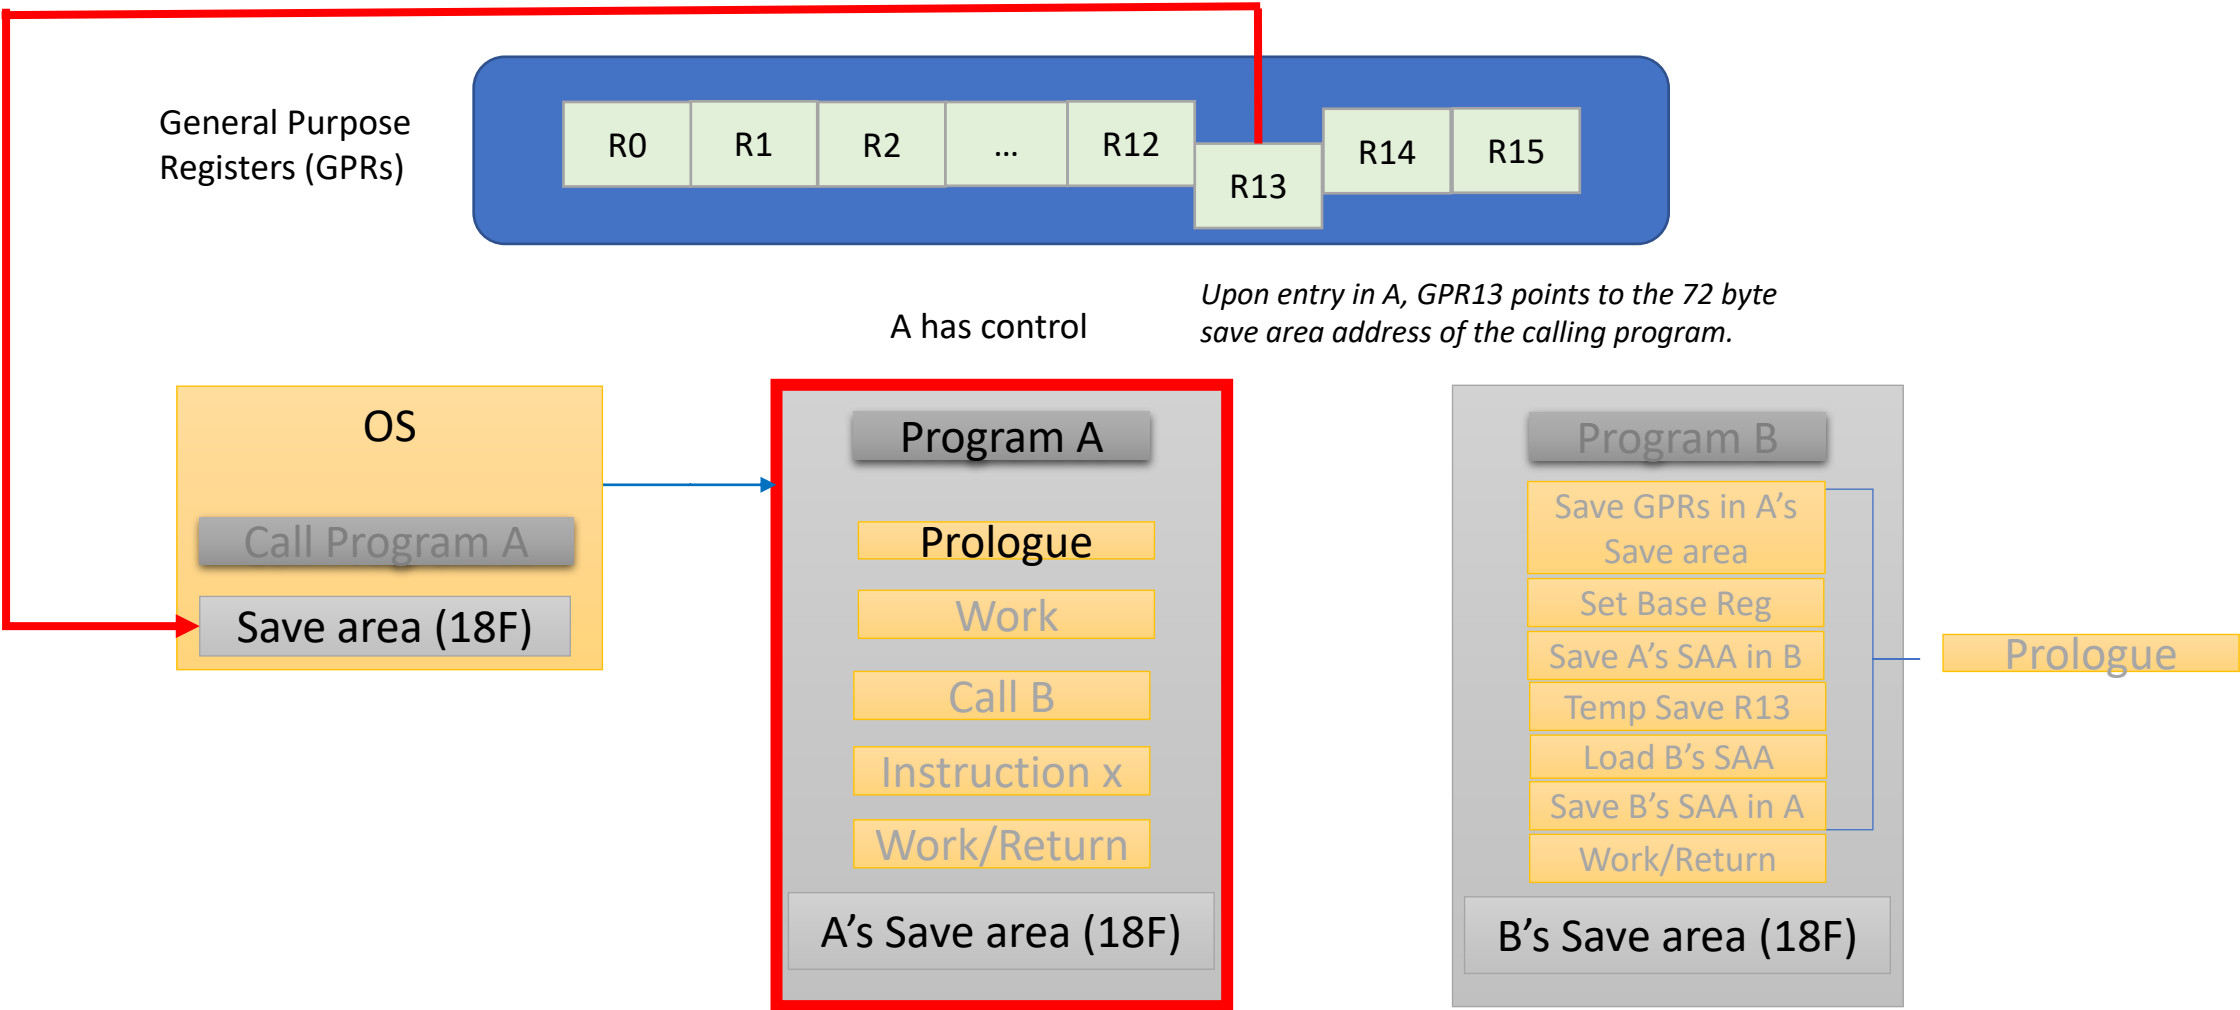 General Purpose
Registers (GPRs)
R0 R1 R2 ... R12 R13 R14 R15
A has control
Upon entry in A, GPR13 points to the 72 byte
save area address of the calling program.
OS
Call Program A
Save area (18F)
Program A
Prologue
Work
Call B
Instruction x
Work/Return
A’s Save area (18F)
Program B
Save GPRs in A’s
Save area
Set Base Reg
Save A’s SAA in B
Temp Save R13
Load B’s SAA
Save B’s SAA in A
Work/Return
B’s Save area (18F)
Prologue